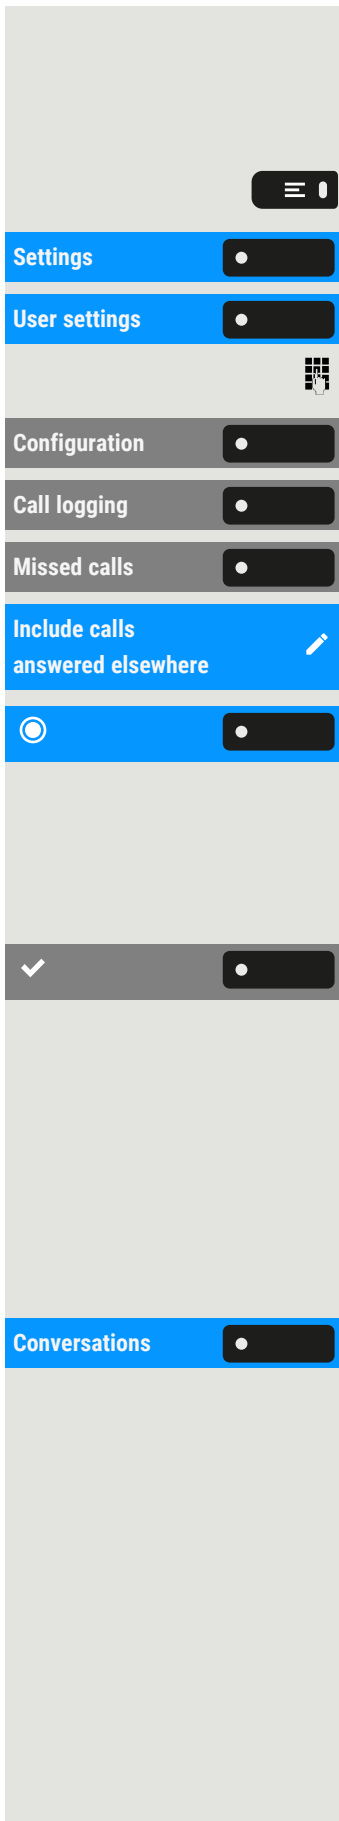 Settings
User settings
Configuration
Call logging
Missed calls
Include calls
answered elsewhere
Conversations